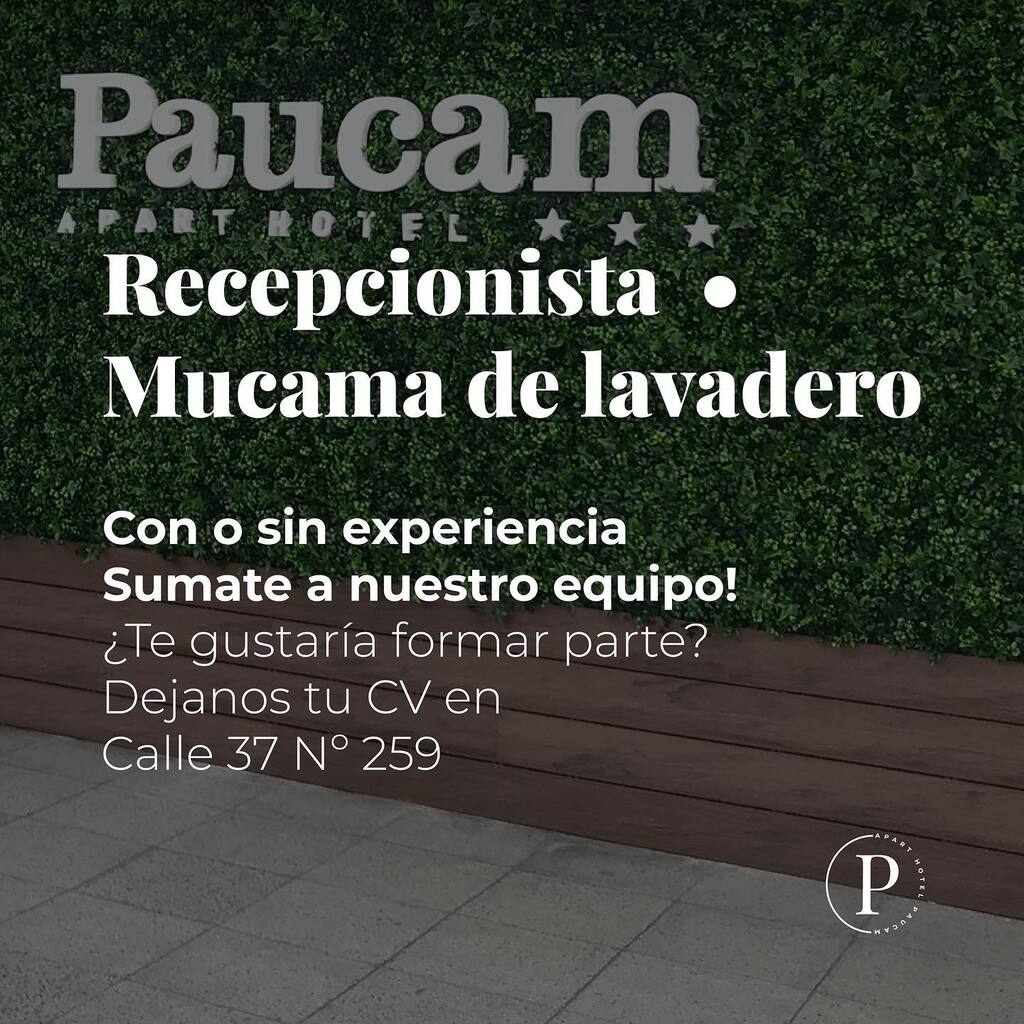 Paucam
APART HOTEL ★ ★ ★
Recepcionista •
Mucama de lavadero
Con o sin experiencia
Sumate a nuestro equipo!
¿Te gustaría formar parte?
Dejanos tu CV en
Calle 37 Nº 259
P
APART HOTEL PAUCAM